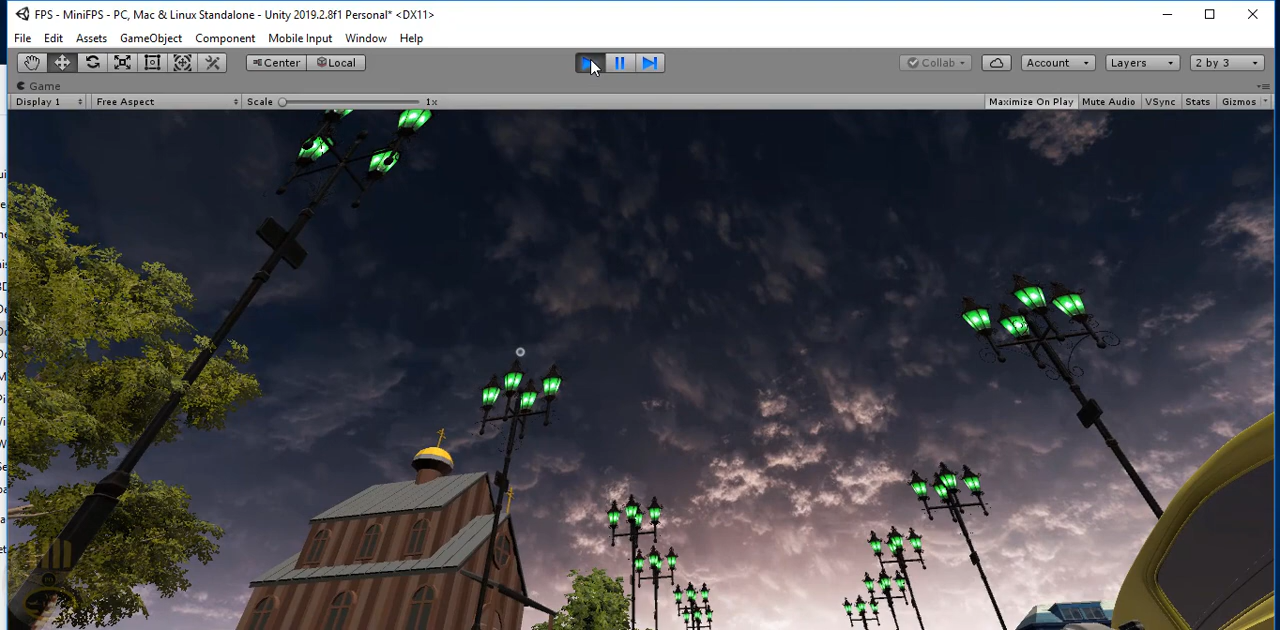 FPS - MiniFPS - PC, Mac & Linux Standalone - Unity 2019.2.8f1 Personal* <DX11>
File Edit Assets GameObject Component Mobile Input Window Help
Center Local Collab Account Layers 2 by 3
Game
Display 1 Free Aspect Scale 1x Maximize On Play Mute Audio VSync Stats Gizmos